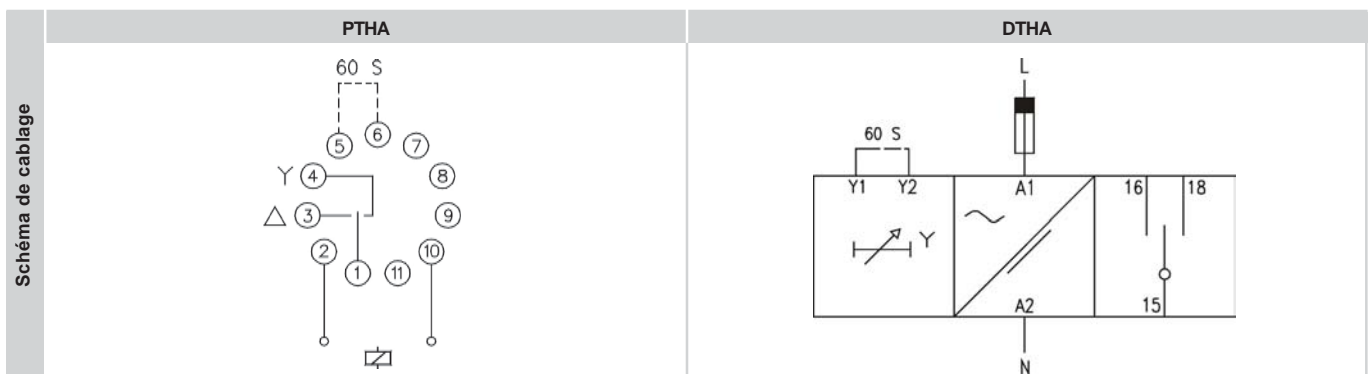 PTHA
DTHA
Schéma de cablage
60 S
6
5
7
Y 4
8
3
9
2
10
1
11
L
60 S
Y1 Y2
A1
16 18
Y
A2
15
N